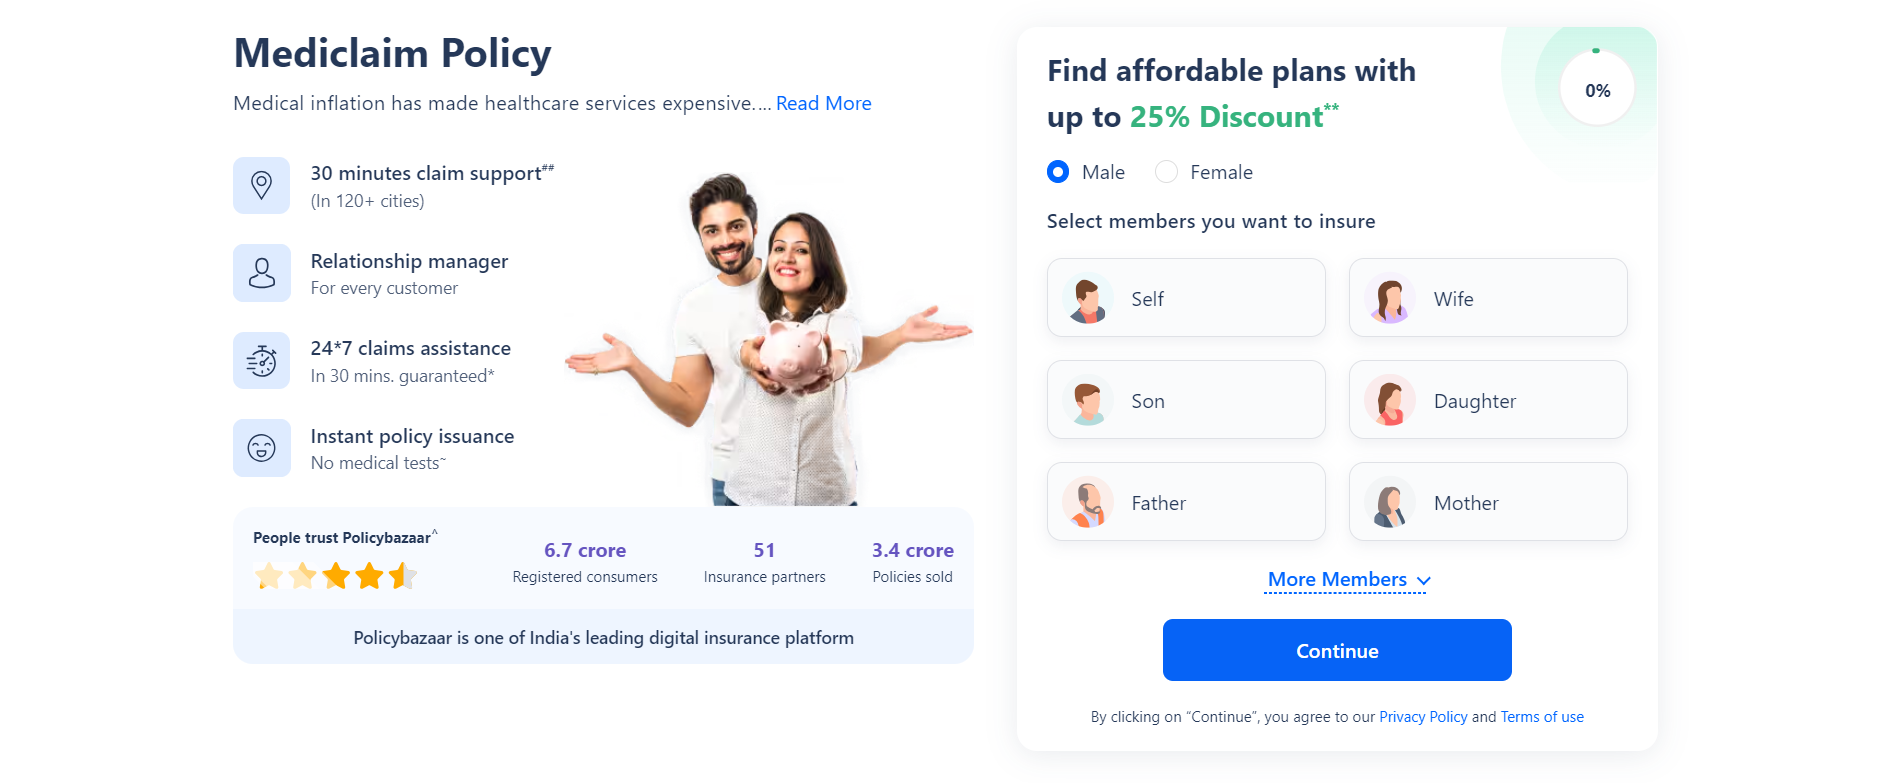 Mediclaim Policy
Medical inflation has made healthcare services expensive.... Read More
30 minutes claim support##
(In 120+ cities)
Relationship manager
For every customer
24*7 claims assistance
In 30 mins. guaranteed*
Instant policy issuance
No medical tests~
People trust Policybazaar^
6.7 crore
Registered consumers
51
Insurance partners
3.4 crore
Policies sold
Policybazaar is one of India's leading digital insurance platform
Find affordable plans with
up to 25% Discount**
0%
Male
Female
Select members you want to insure
Self
Wife
Son
Daughter
Father
Mother
More Members
Continue
By clicking on “Continue”, you agree to our Privacy Policy and Terms of use